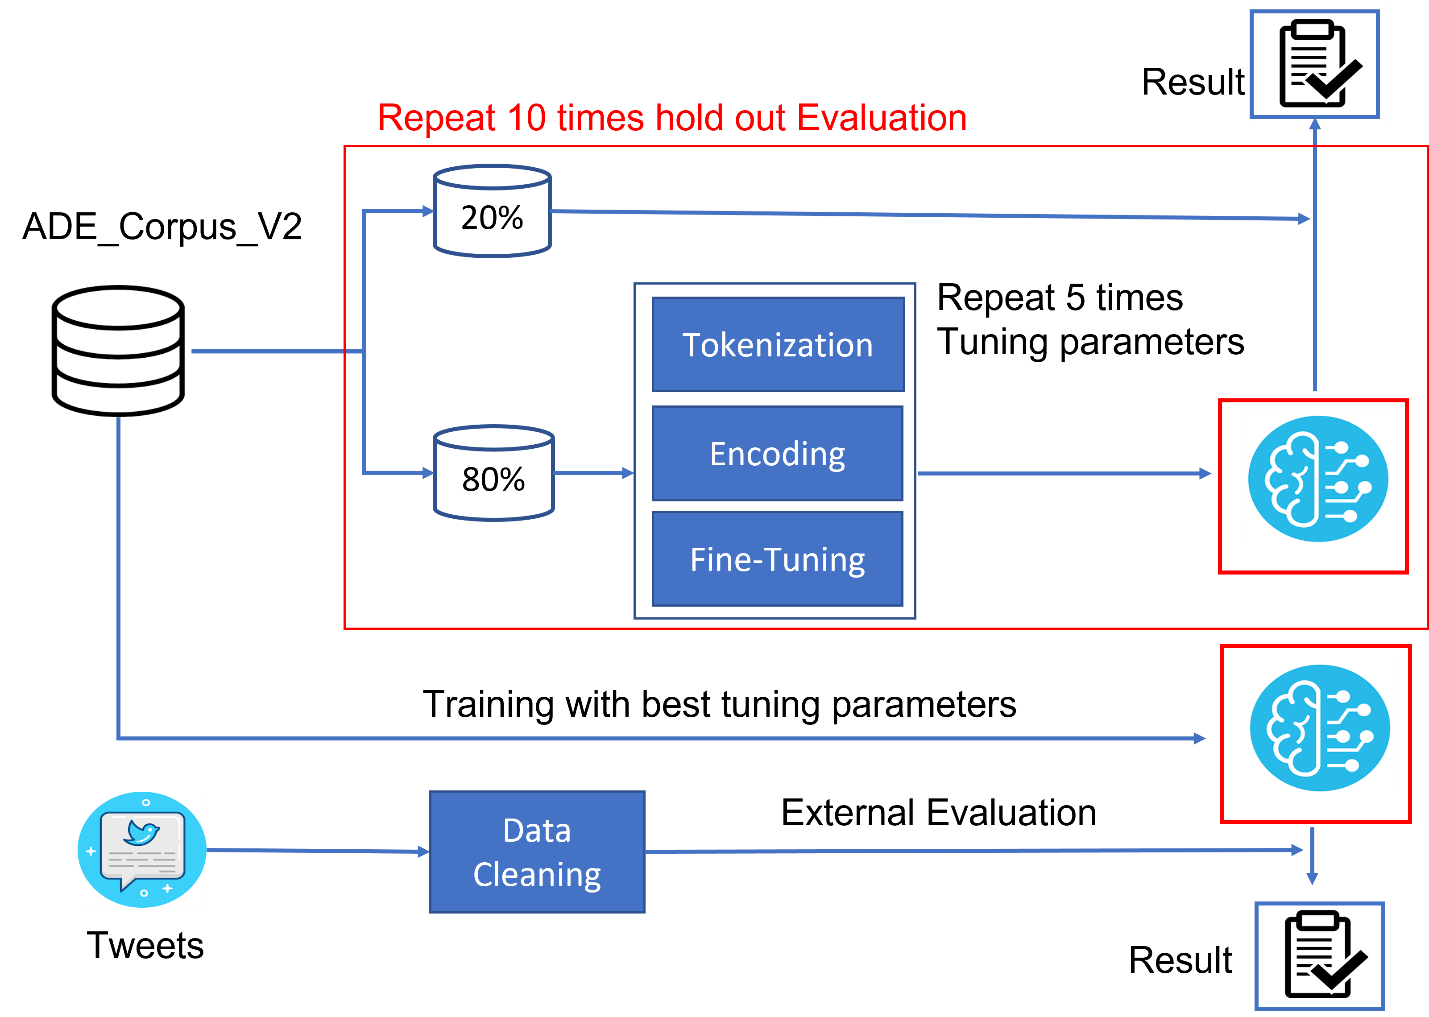 Result
Repeat 10 times hold out Evaluation
ADE_Corpus_V2
20%
Repeat 5 times
Tuning parameters
Tokenization
Encoding
80%
Fine-Tuning
Training with best tuning parameters
External Evaluation
Data
Cleaning
Tweets
Result